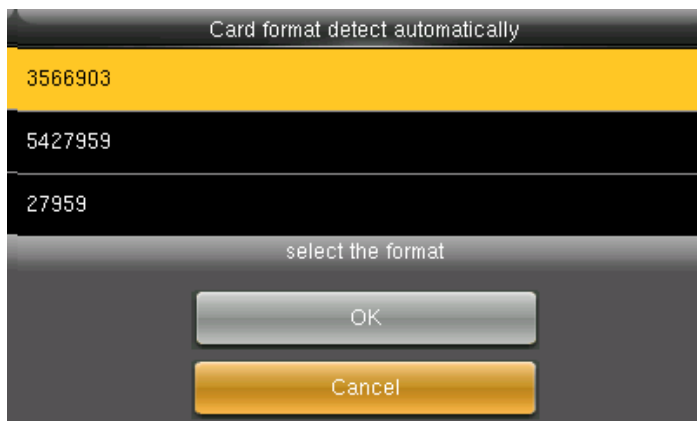 Card format detect automatically
3566903
5427959
27959
select the format
OK
Cancel